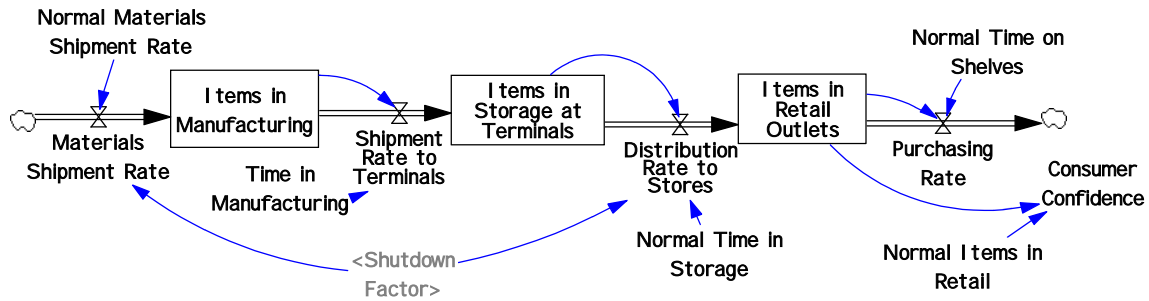 Normal Materials
Shipment Rate
Normal Time on
Shelves
Items in
Manufacturing
Items in
Storage at
Terminals
Items in
Retail
Outlets
Materials
Shipment Rate
Shipment
Rate to
Terminals
Distribution
Rate to
Stores
Purchasing
Rate
Consumer
Confidence
Time in
Manufacturing
Normal Time in
Storage
Normal Items in
Retail
<Shutdown
Factor>